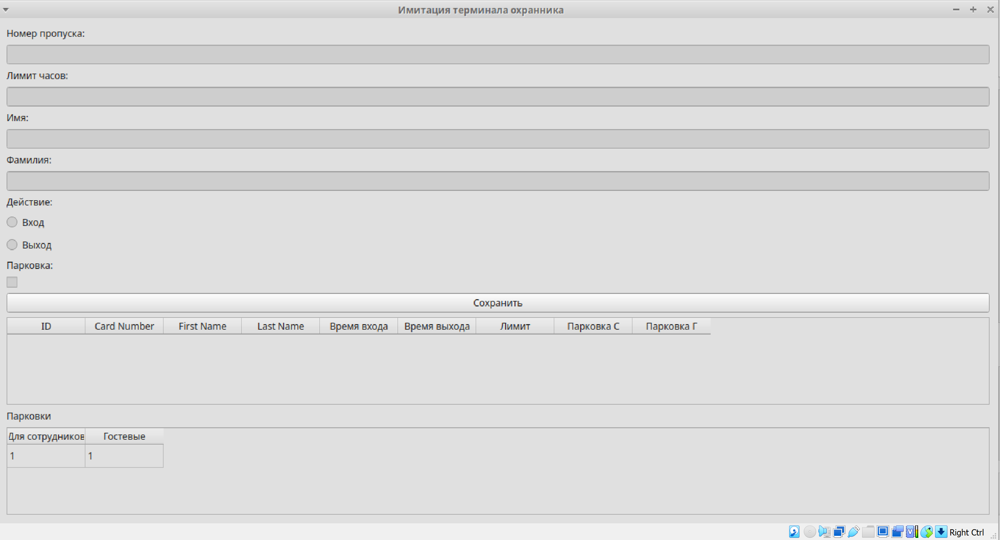 Имитация терминала охранника
Номер пропуска:
Лимит часов:
Имя:
Фамилия:
Действие:
Вход
Выход
Парковка:
Сохранить
ID Card Number First Name Last Name Время входа Время выхода Лимит Парковка С Парковка Г
Парковки
Для сотрудников Гостевые
1 1
Right Ctrl